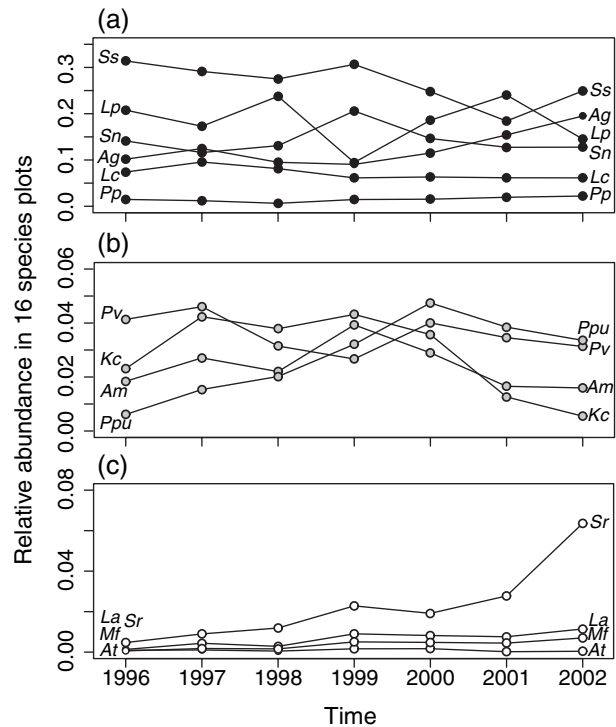 (a)
Relative abundance in 16 species plots
0.3
0.2
0.1
0.0
Ss
Lp
Sn
Ag
Lc
Pp
Ss
Ag
Lp
Sn
Lc
Pp
(b)
0.06
0.04
0.02
0.00
Pv
Kc
Am
Ppu
Ppu
Pv
Am
Kc
(c)
0.08
0.04
0.00
La Sr
Mf
At
Sr
La
Mf
At
1996 1997 1998 1999 2000 2001 2002
Time